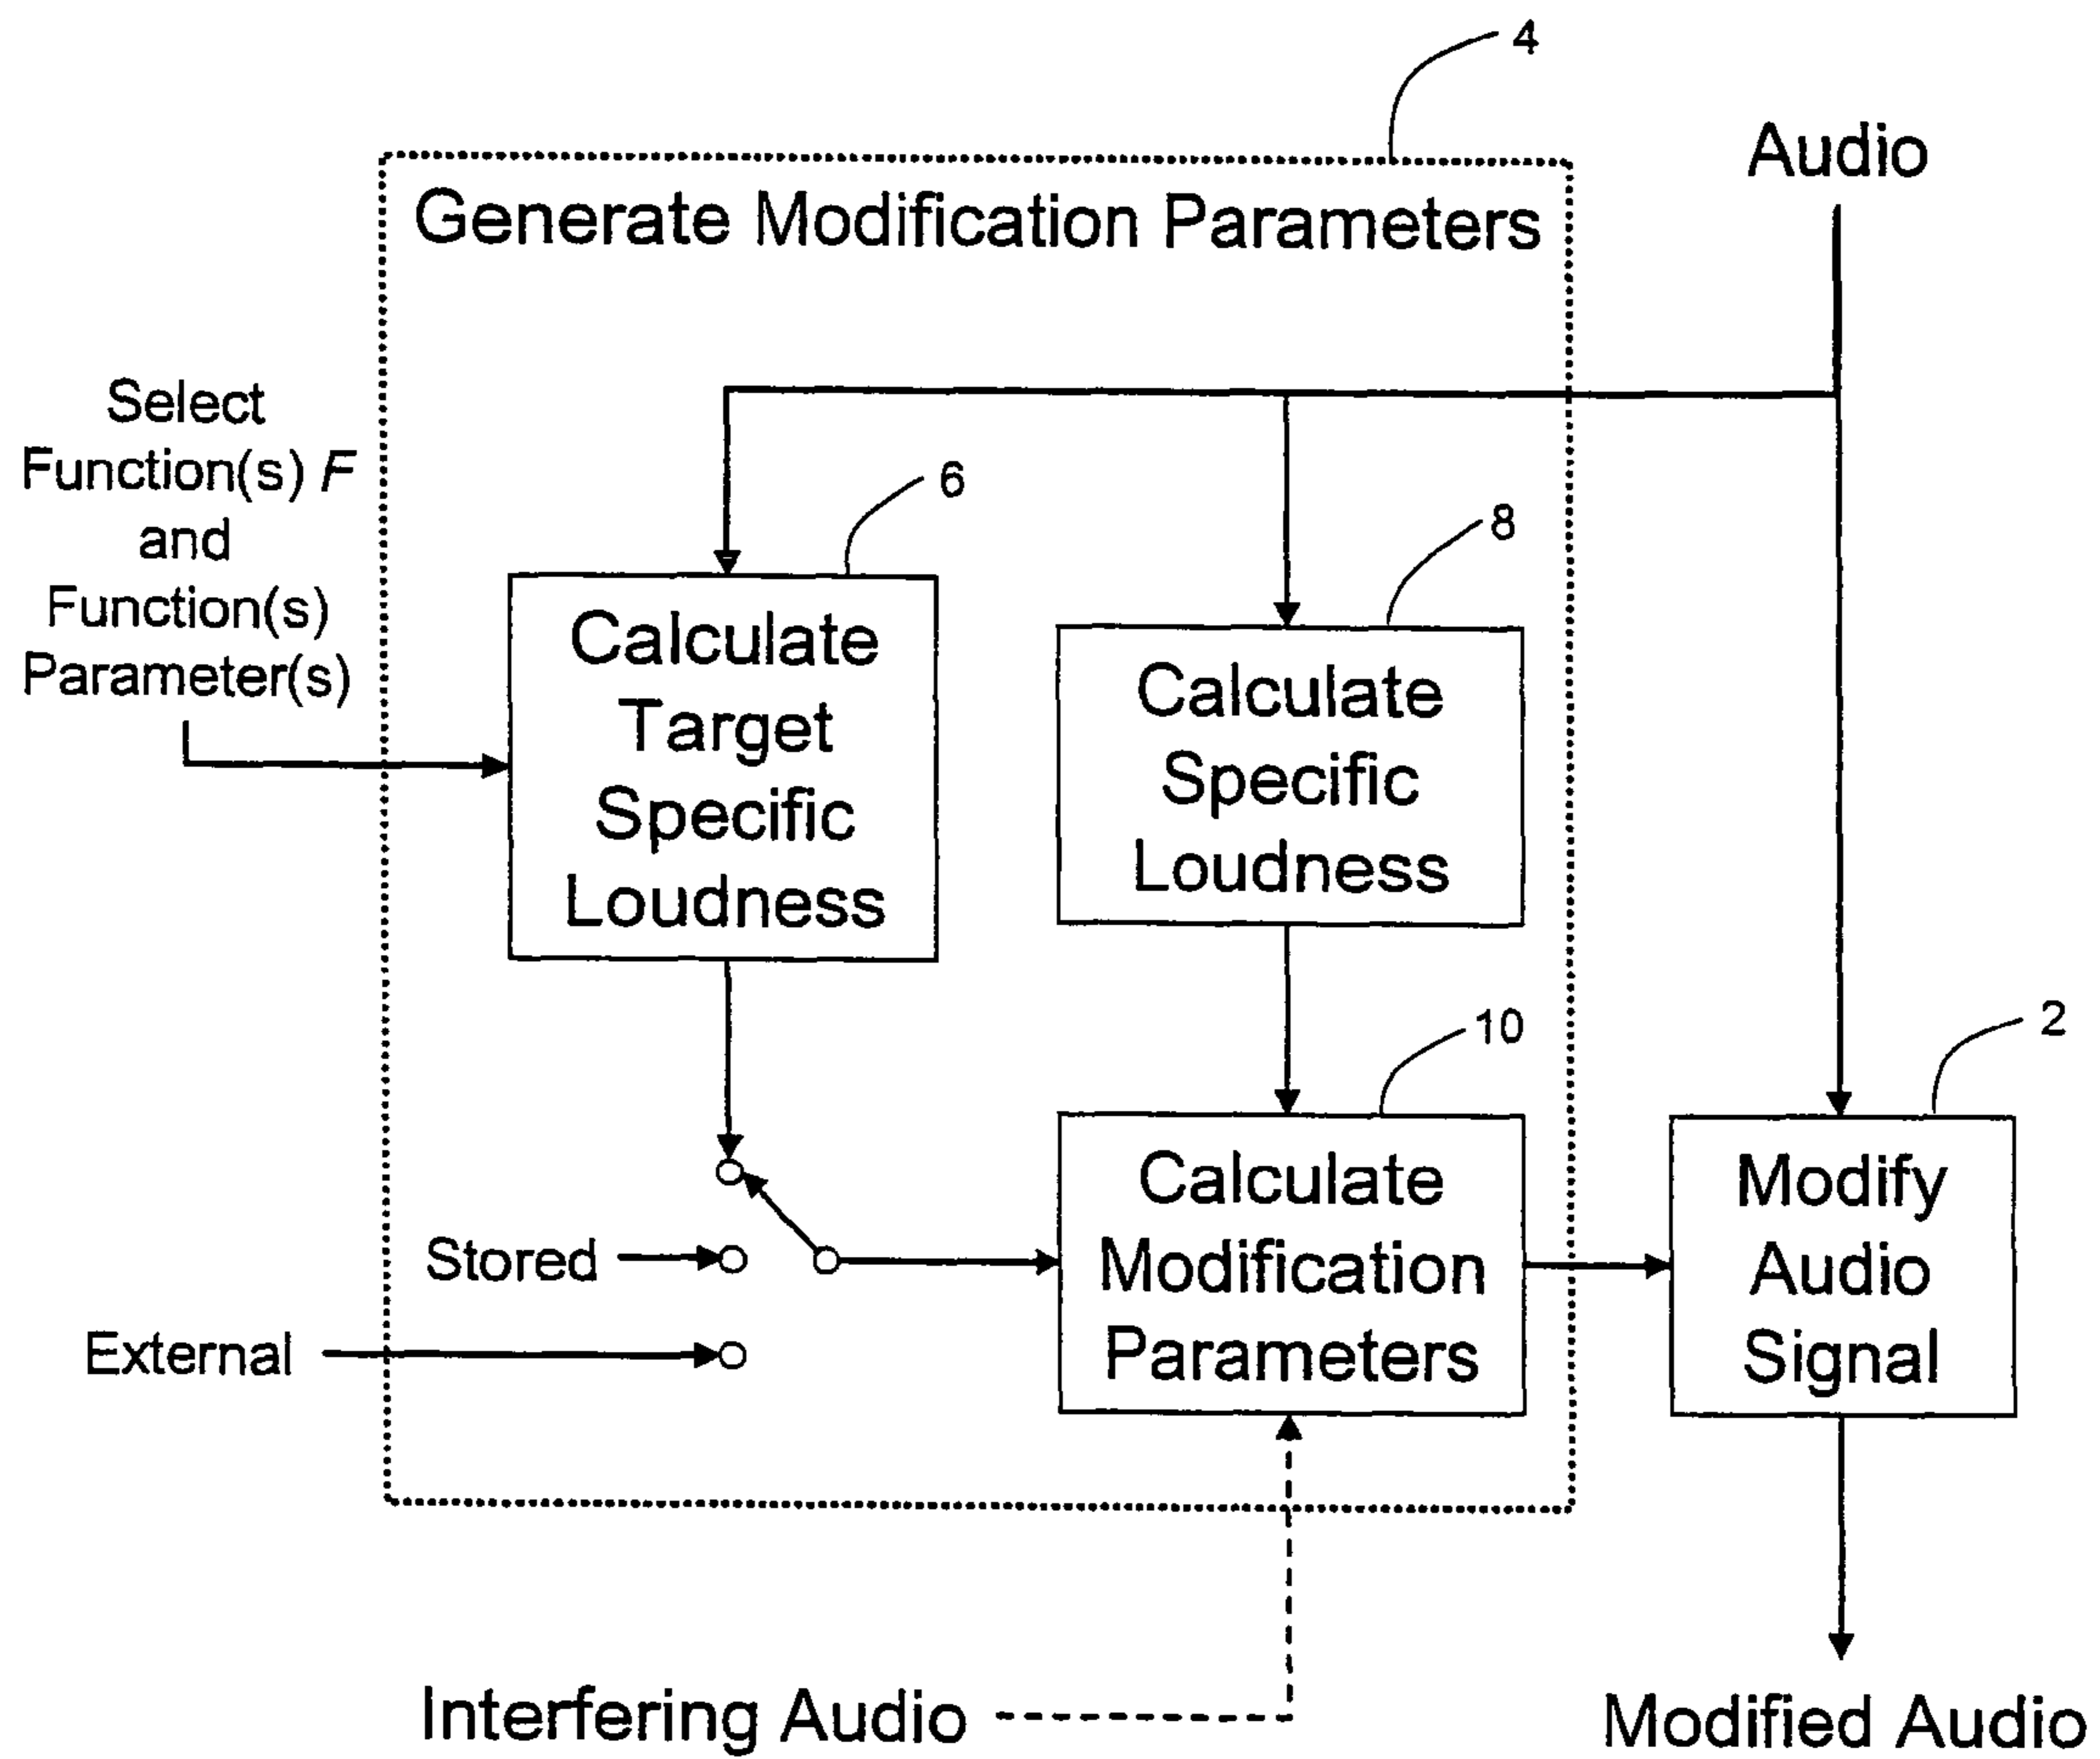 4
Audio
Generate Modification Parameters
Select
Function(s) F
and
Function(s)
Parameter(s)
6
8
Calculate
Target
Specific
Loudness
Calculate
Specific
Loudness
10
2
Calculate
Modification
Parameters
Modify
Audio
Signal
Stored
External
Interfering Audio
Modified Audio